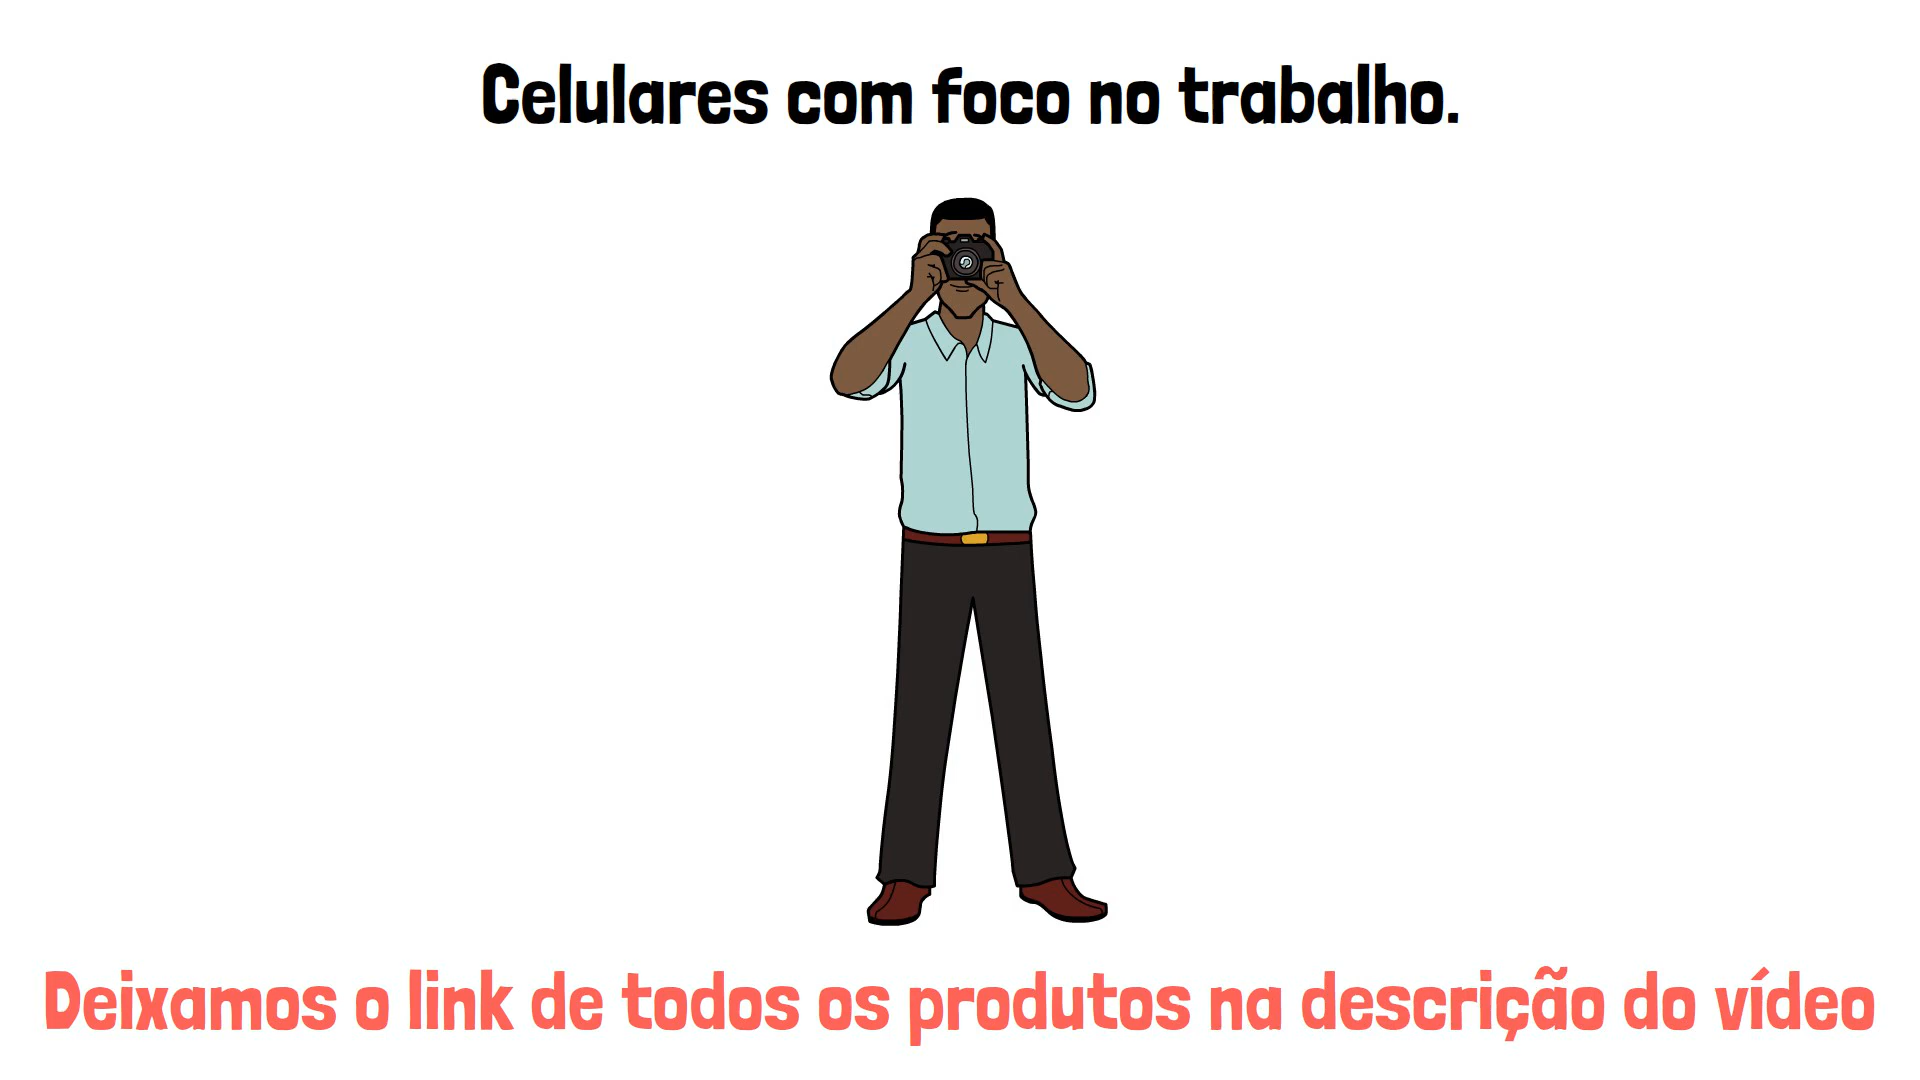 Celulares com foco no trabalho.
Deixamos o link de todos os produtos na descrição do vídeo